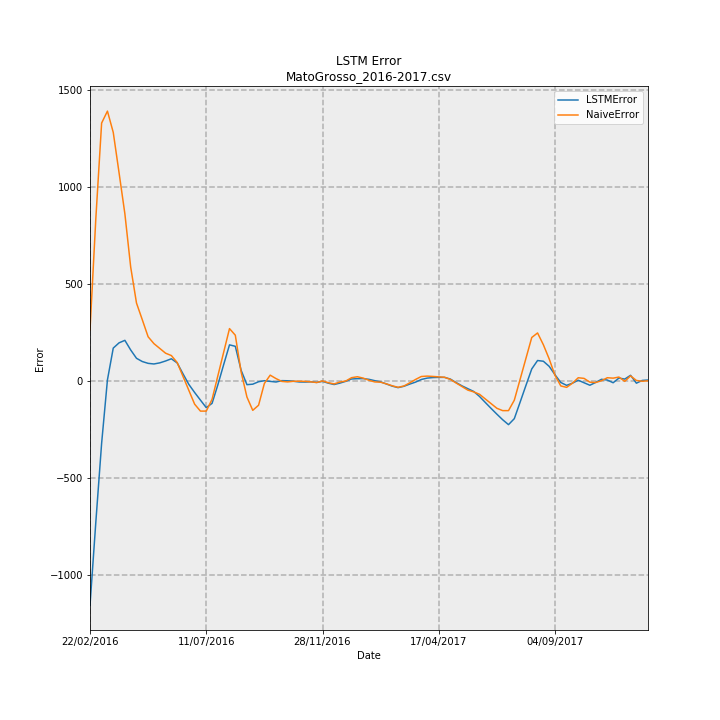 LSTM Error
MatoGrosso_2016-2017.csv
LSTMError
NaiveError
1500
1000
500
0
−500
−1000
Error
22/02/2016
11/07/2016
28/11/2016
17/04/2017
04/09/2017
Date